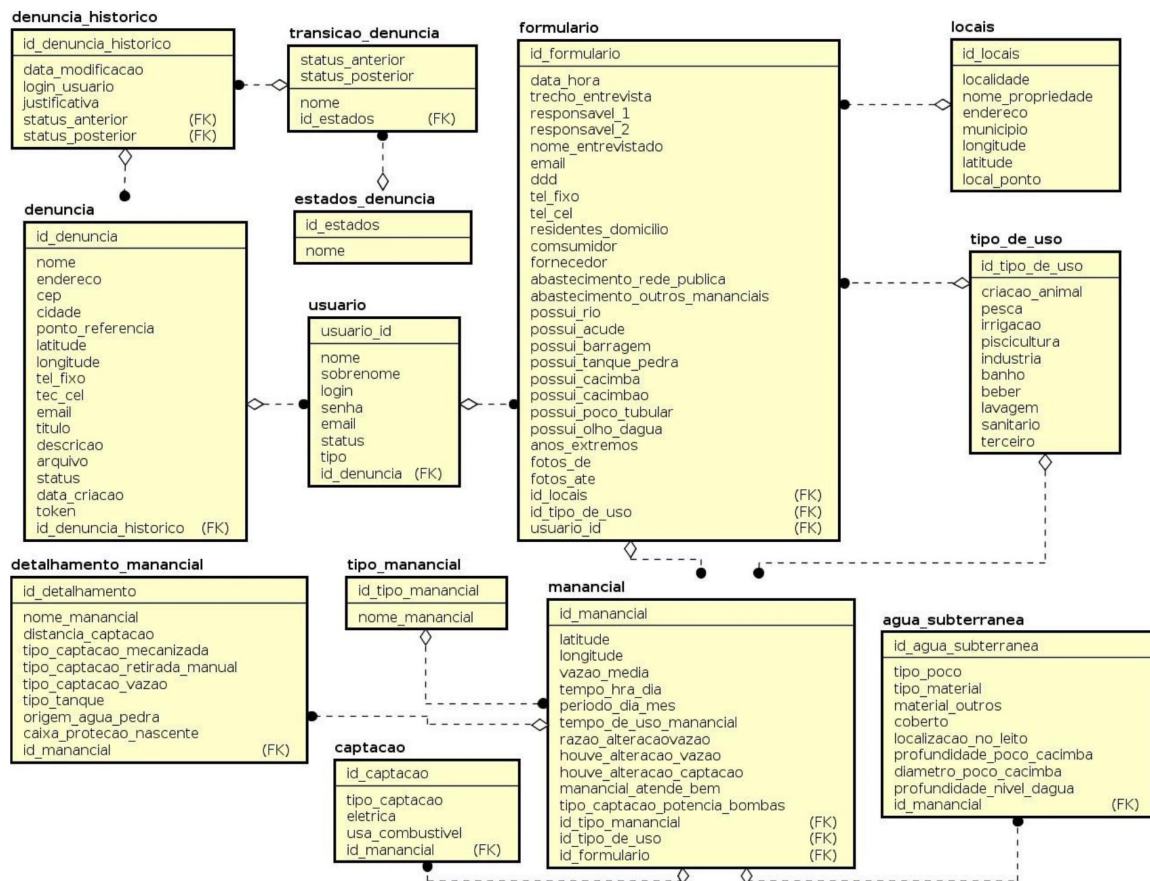 denuncia_historico
id_denuncia_historico
data_modificacao
login_usuario
justificativa
status_anterior (FK)
status_posterior (FK)
transicao_denuncia
status_anterior
status_posterior
nome
id_estados (FK)
estados_denuncia
id_estados
nome
denuncia
id_denuncia
nome
endereco
cep
cidade
ponto_referencia
latitude
longitude
tel_fixo
tec_cel
email
titulo
descricao
arquivo
status
data_criacao
token
id_denuncia_historico (FK)
usuario
usuario_id
nome
sobrenome
login
senha
email
status
tipo
id_denuncia (FK)
formulario
id_formulario
data_hora
trecho_entrevista
responsavel_1
responsavel_2
nome_entrevistado
email
ddd
tel_fixo
tel_cel
residentes_domicilio
comsumidor
fornecedor
abastecimento_rede_publica
abastecimento_outros_mananciais
possui_rio
possui_acude
possui_barragem
possui_tanque_pedra
possui_cacimba
possui_cacimbao
possui_poco_tubular
possui_olho_dagua
anos_extremos
fotos_de
fotos_ate
id_locais (FK)
id_tipo_de_uso (FK)
usuario_id (FK)
locais
id_locais
localidade
nome_propriedade
endereco
municipio
longitude
latitude
local_ponto
tipo_de_uso
id_tipo_de_uso
criacao_animal
pesca
irrigacao
piscicultura
industria
banho
beber
lavagem
sanitario
terceiro
detalhamento_manancial
id_detalhamento
nome_manancial
distancia_captacao
tipo_captacao_mecanizada
tipo_captacao_retirada_manual
tipo_captacao_vazao
tipo_tanque
origem_agua_pedra
caixa_protecao_nascente
id_manancial (FK)
tipo_manancial
id_tipo_manancial
nome_manancial
captacao
id_captacao
tipo_captacao
eletrica
usa_combustivel
id_manancial (FK)
manancial
id_manancial
latitude
longitude
vazao_media
tempo_hra_dia
periodo_dia_mes
tempo_de_uso_manancial
razao_alteracaovazao
houve_alteracao_vazao
houve_alteracao_captacao
manancial_atende_bem
tipo_captacao_potencia_bombas
id_tipo_manancial (FK)
id_tipo_de_uso (FK)
id_formulario (FK)
agua_subterranea
id_agua_subterranea
tipo_poco
tipo_material
material_outros
coberto
localizacao_no_leito
profundidade_poco_cacimba
diametro_poco_cacimba
profundidade_nivel_dagua
id_manancial (FK)